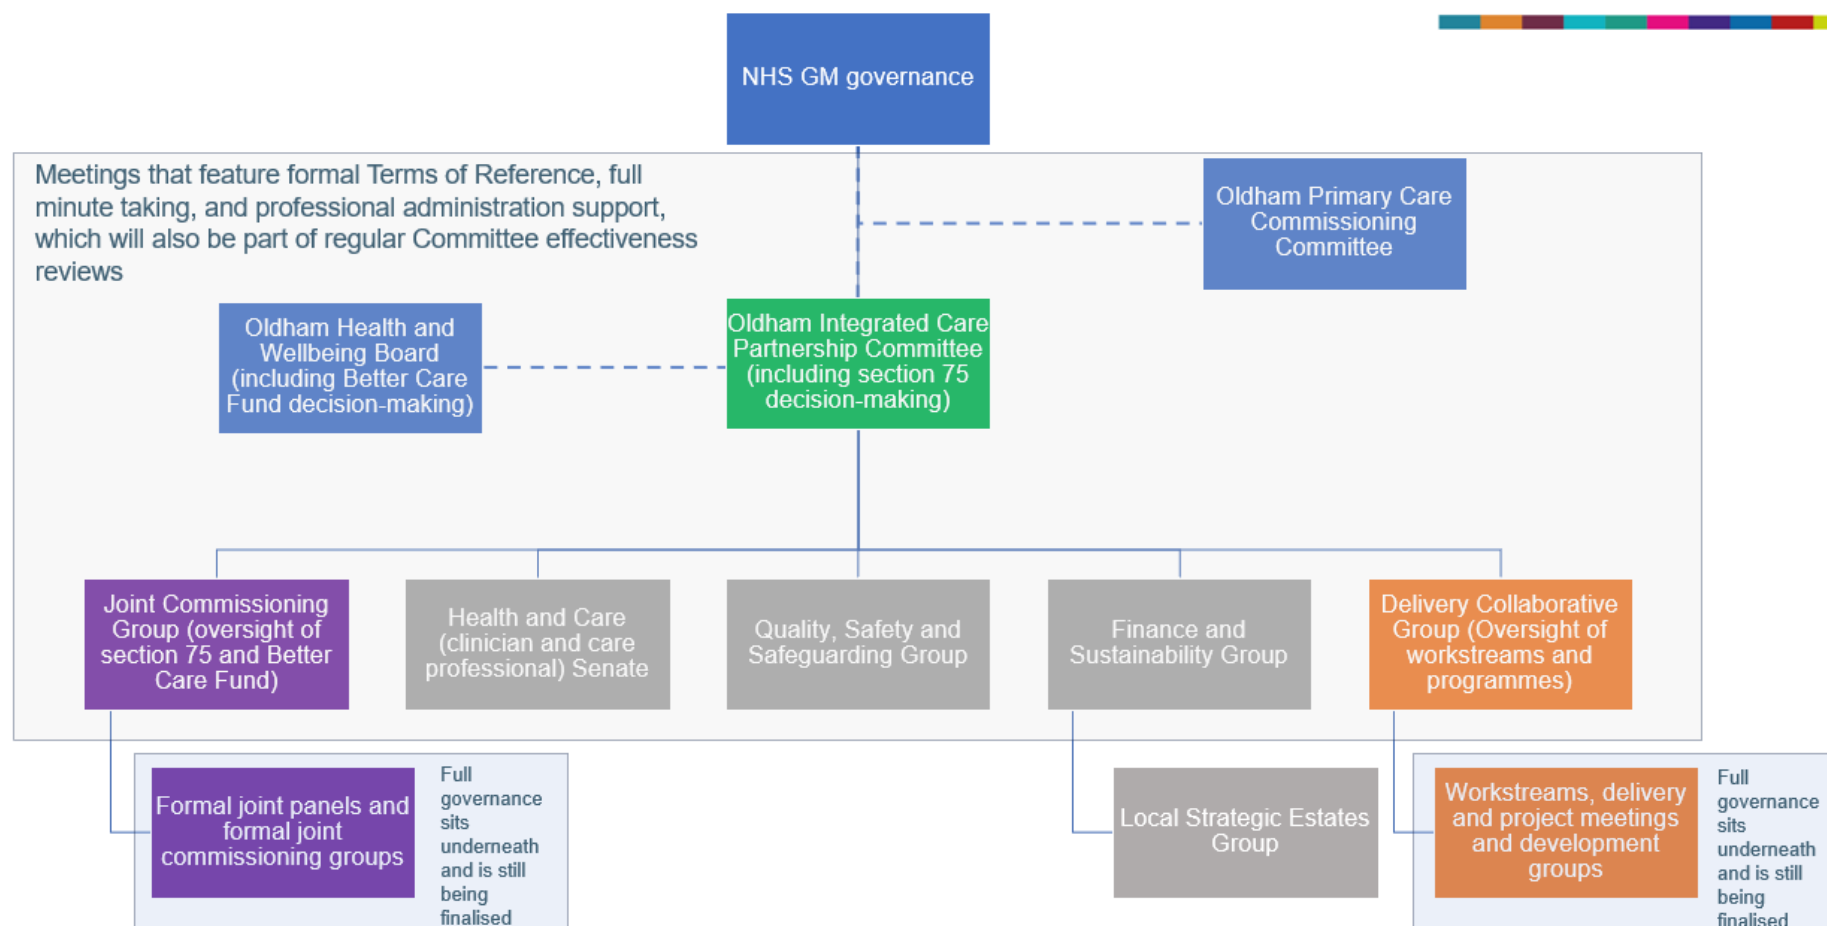 NHS GM governance
Meetings that feature formal Terms of Reference, full
minute taking, and professional administration support,
which will also be part of regular Committee effectiveness
reviews
Oldham Primary Care
Commissioning
Committee
Oldham Health and
Wellbeing Board
(including Better Care
Fund decision-making)
Oldham Integrated Care
Partnership Committee
(including section 75
decision-making)
Joint Commissioning
Group (oversight of
section 75 and Better
Care Fund)
Health and Care
(clinician and care
professional) Senate
Quality, Safety and
Safeguarding Group
Finance and
Sustainability Group
Delivery Collaborative
Group (Oversight of
workstreams and
programmes)
Formal joint panels and
formal joint
commissioning groups
Full
governance
sits
underneath
and is still
being
finalised
Local Strategic Estates
Group
Workstreams, delivery
and project meetings
and development
groups
Full
governance
sits
underneath
and is still
being
finalised